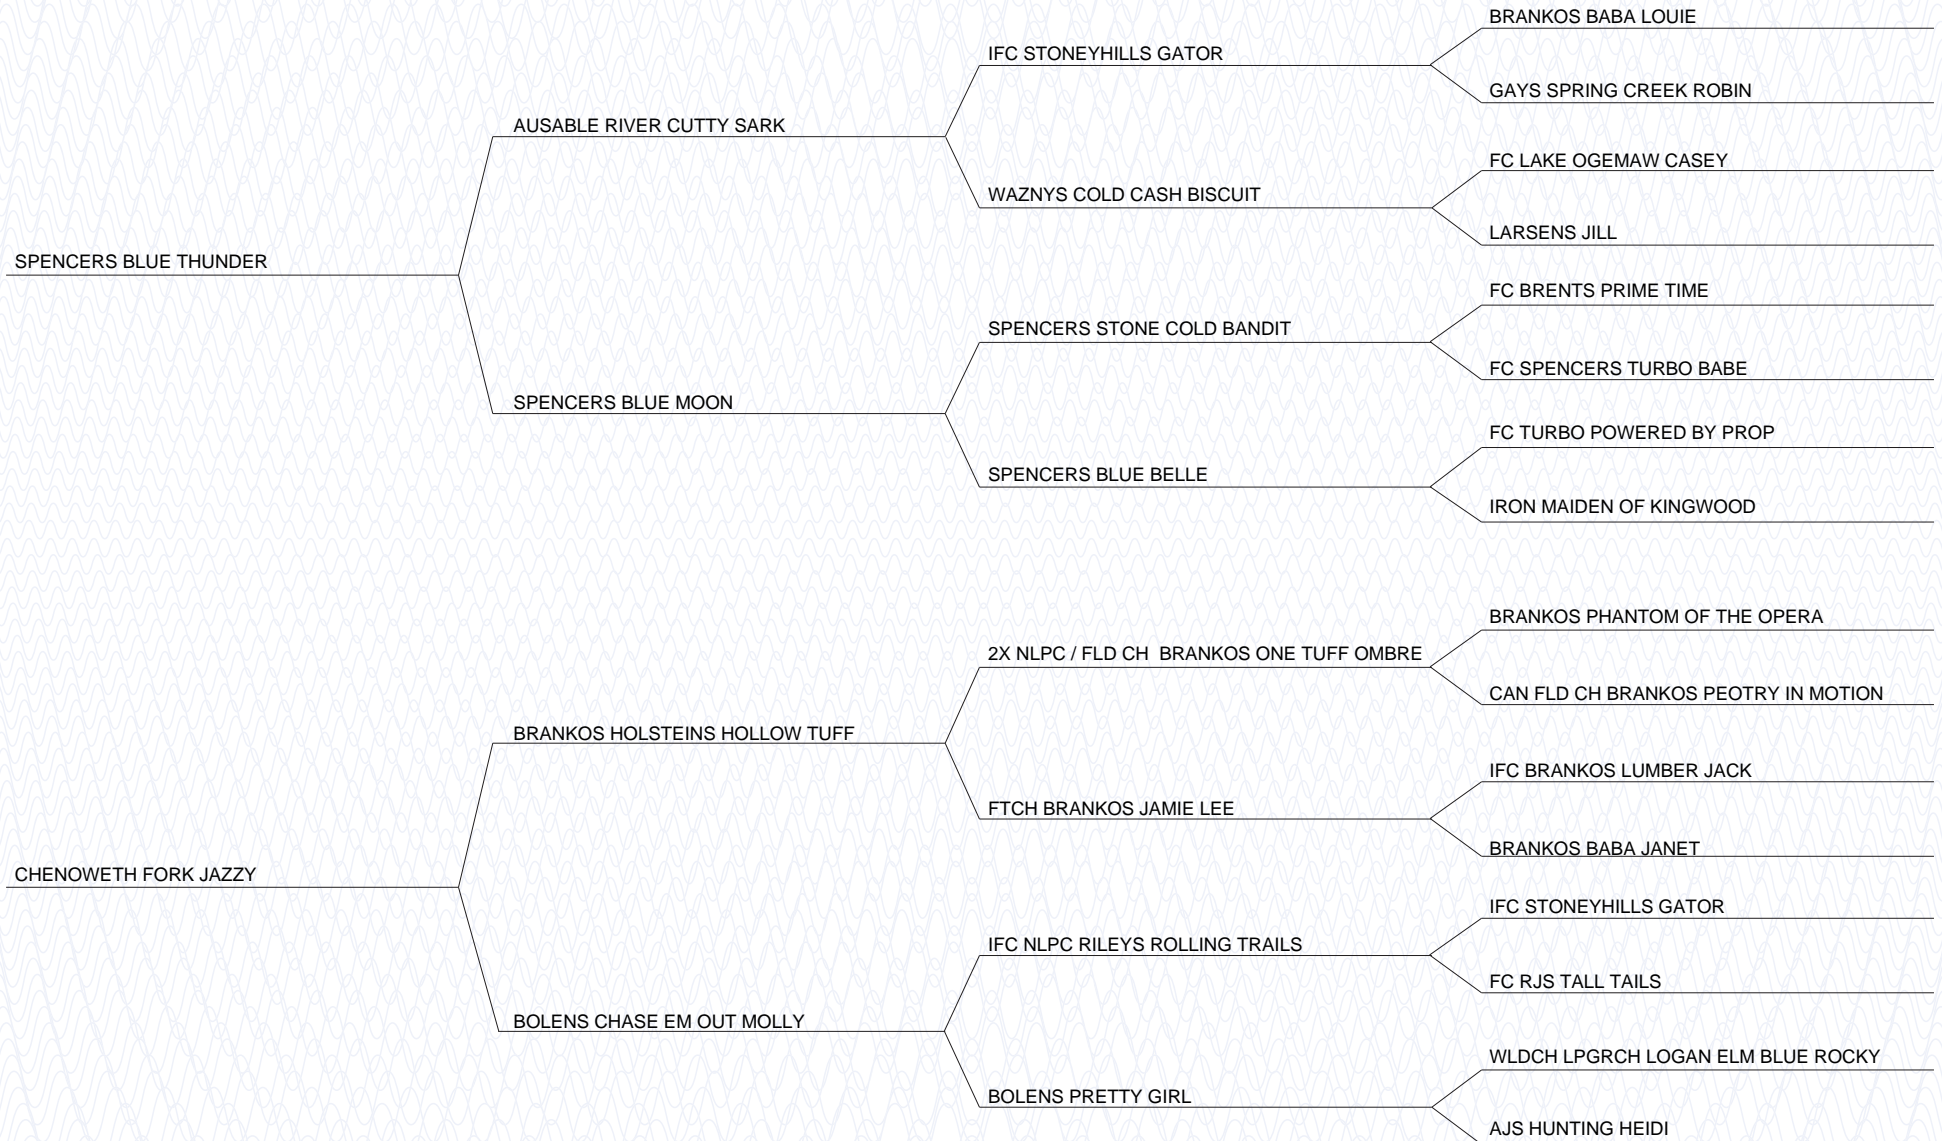 BRANKOS BABA LOUIE
IFC STONEYHILLS GATOR
GAYS SPRING CREEK ROBIN
AUSABLE RIVER CUTTY SARK
FC LAKE OGEMAW CASEY
WAZNYS COLD CASH BISCUIT
LARSENS JILL
SPENCERS BLUE THUNDER
FC BRENTS PRIME TIME
SPENCERS STONE COLD BANDIT
FC SPENCERS TURBO BABE
SPENCERS BLUE MOON
FC TURBO POWERED BY PROP
SPENCERS BLUE BELLE
IRON MAIDEN OF KINGWOOD
BRANKOS PHANTOM OF THE OPERA
2X NLPC / FLD CH  BRANKOS ONE TUFF OMBRE
CAN FLD CH BRANKOS PEOTRY IN MOTION
BRANKOS HOLSTEINS HOLLOW TUFF
IFC BRANKOS LUMBER JACK
FTCH BRANKOS JAMIE LEE
BRANKOS BABA JANET
CHENOWETH FORK JAZZY
IFC STONEYHILLS GATOR
IFC NLPC RILEYS ROLLING TRAILS
FC RJS TALL TAILS
BOLENS CHASE EM OUT MOLLY
WLDCH LPGRCH LOGAN ELM BLUE ROCKY
BOLENS PRETTY GIRL
AJS HUNTING HEIDI